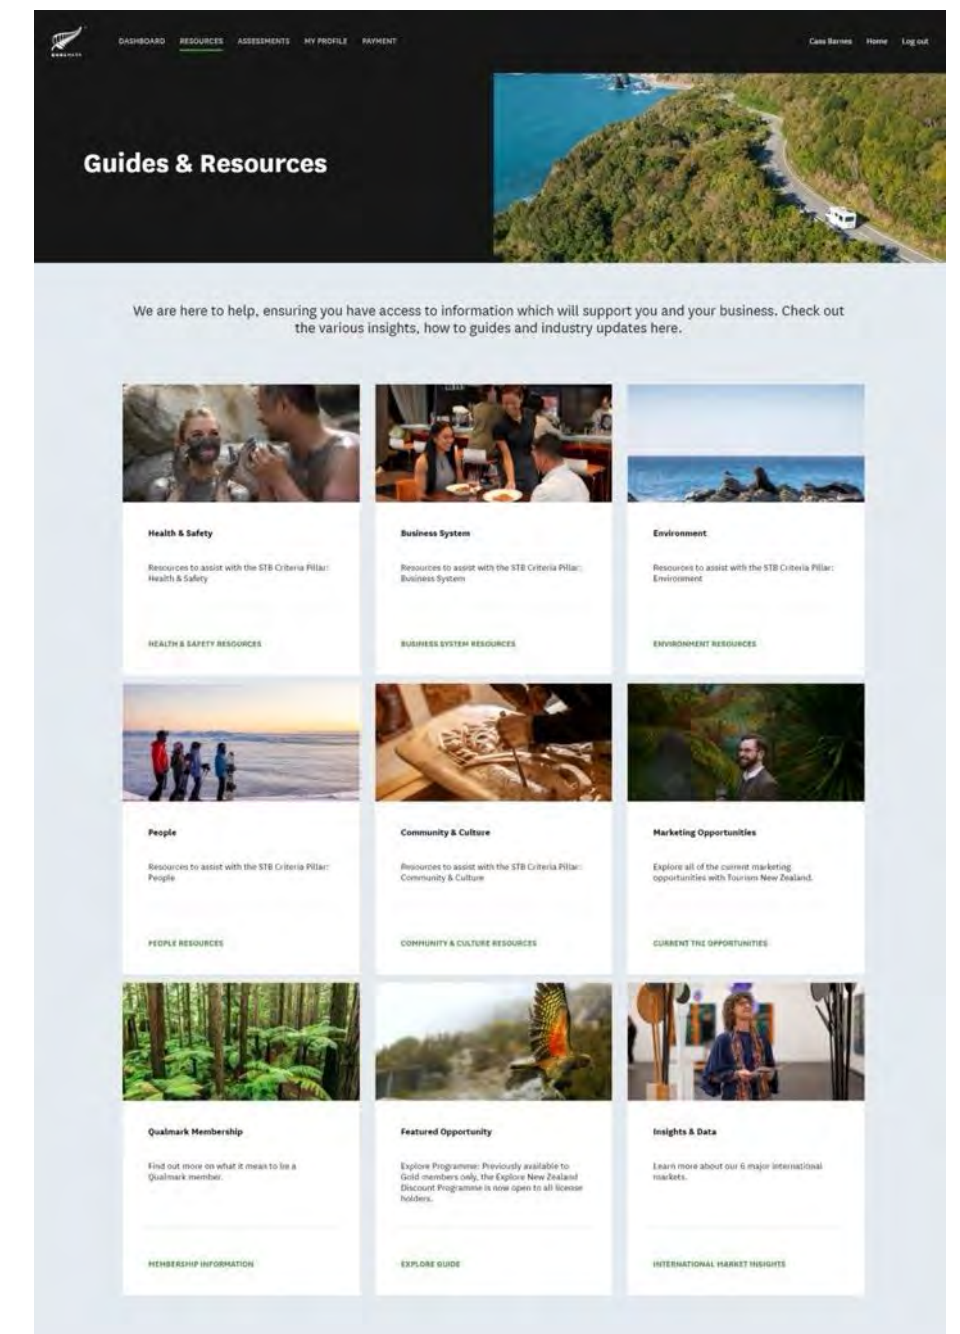 QUALMARK
DASHBOARD RESOURCES ASSESSMENTS MY PROFILE PAYMENT
Cass Barnes Home Log out
Guides & Resources
We are here to help, ensuring you have access to information which will support you and your business. Check out
the various insights, how to guides and industry updates here.
Health & Safety
Resources to assist with the STB Criteria Pillar:
Health & Safety
HEALTH & SAFETY RESOURCES
Business System
Resources to assist with the STB Criteria Pillar:
Business System
BUSINESS SYSTEM RESOURCES
Environment
Resources to assist with the STB Criteria Pillar:
Environment
ENVIRONMENT RESOURCES
People
Resources to assist with the STB Criteria Pillar:
People
PEOPLE RESOURCES
Community & Culture
Resources to assist with the STB Criteria Pillar:
Community & Culture
COMMUNITY & CULTURE RESOURCES
Marketing Opportunities
Explore all of the current marketing
opportunities with Tourism New Zealand.
CURRENT TNZ OPPORTUNITIES
Qualmark Membership
Find out more on what it mean to be a
Qualmark member.
MEMBERSHIP INFORMATION
Featured Opportunity
Explore Programme: Previously available to
Gold members only, the Explore New Zealand
Discount Programme is now open to all license
holders.
EXPLORE GUIDE
Insights & Data
Learn more about our 6 major international
markets.
INTERNATIONAL MARKET INSIGHTS